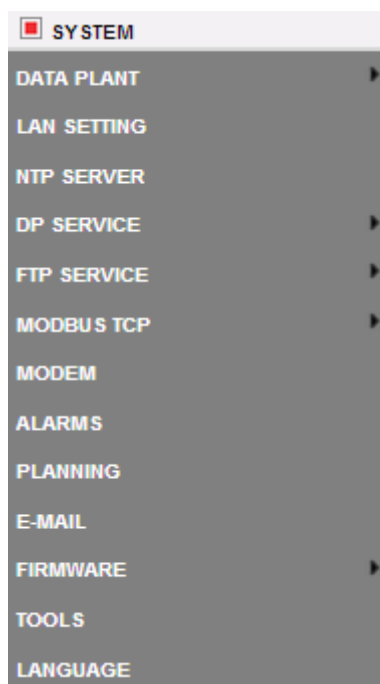 SYSTEM
DATA PLANT
LAN SETTING
NTP SERVER
DP SERVICE
FTP SERVICE
MODBUS TCP
MODEM
ALARMS
PLANNING
E-MAIL
FIRMWARE
TOOLS
LANGUAGE